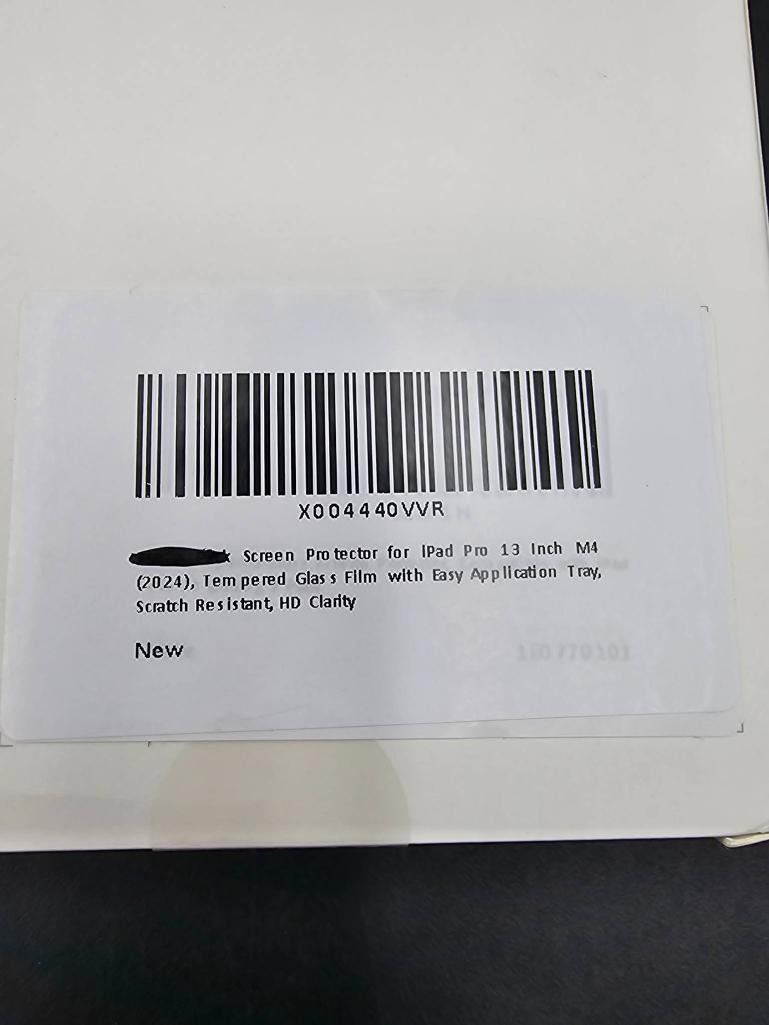 X004440VVR
Screen Protector for iPad Pro 13 Inch M4
(2024), Tempered Glass Film with Easy Application Tray,
Scratch Resistant, HD Clarity
New